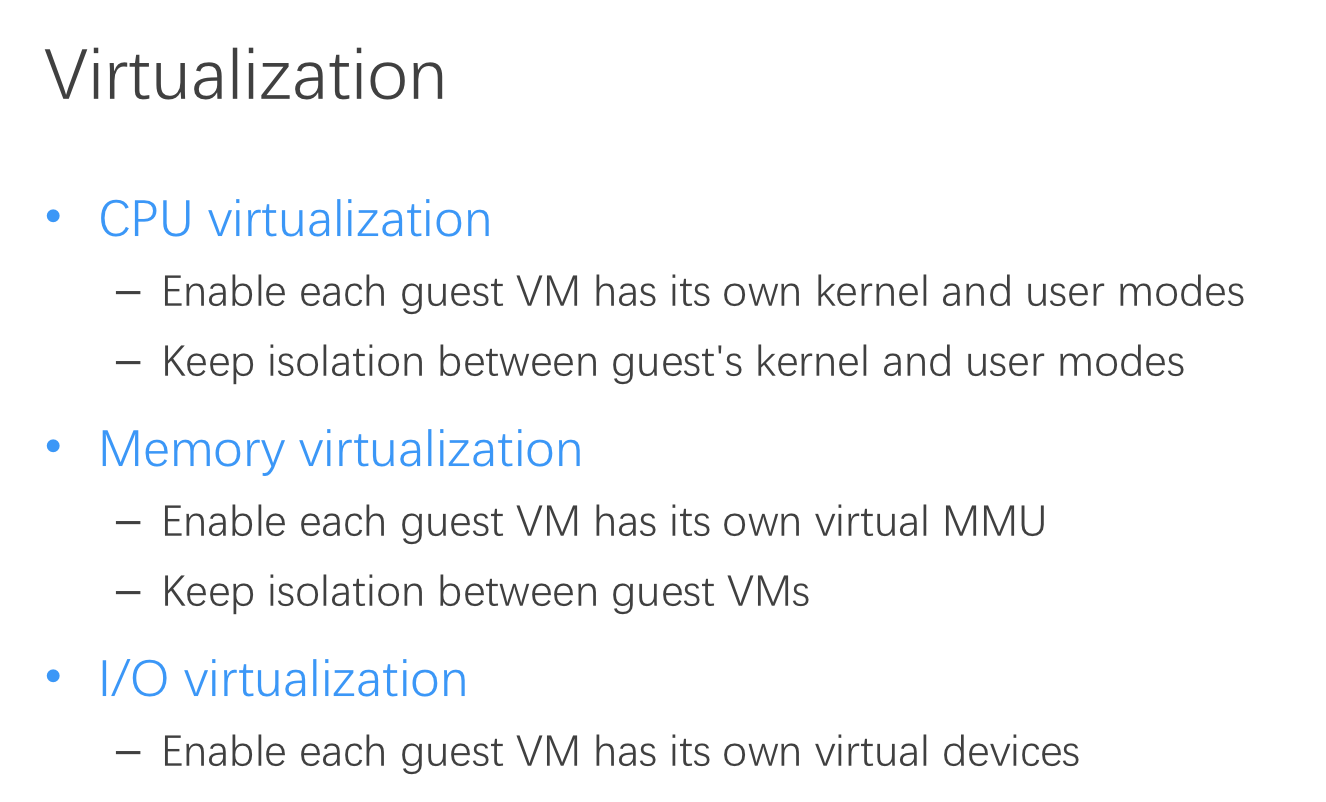 Virtualization
• CPU virtualization
– Enable each guest VM has its own kernel and user modes
– Keep isolation between guest's kernel and user modes
• Memory virtualization
– Enable each guest VM has its own virtual MMU
– Keep isolation between guest VMs
• I/O virtualization
– Enable each guest VM has its own virtual devices